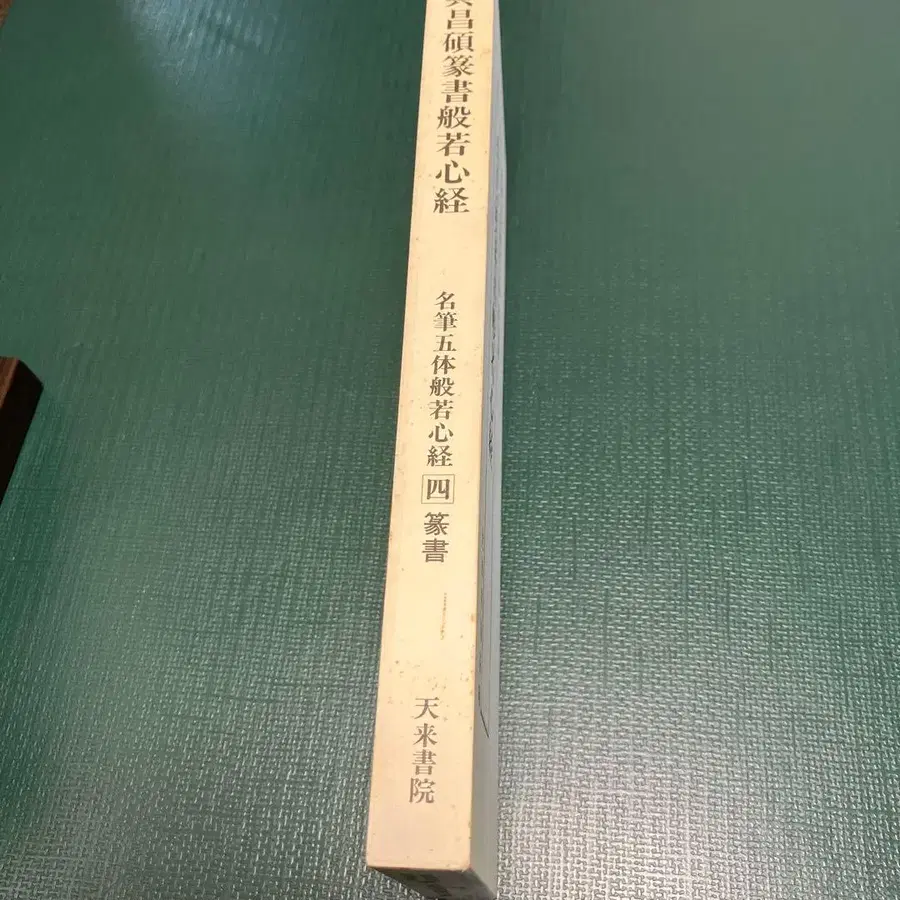 昌碩篆書般若心経
名筆五体般若心経 四 篆書
天来書院